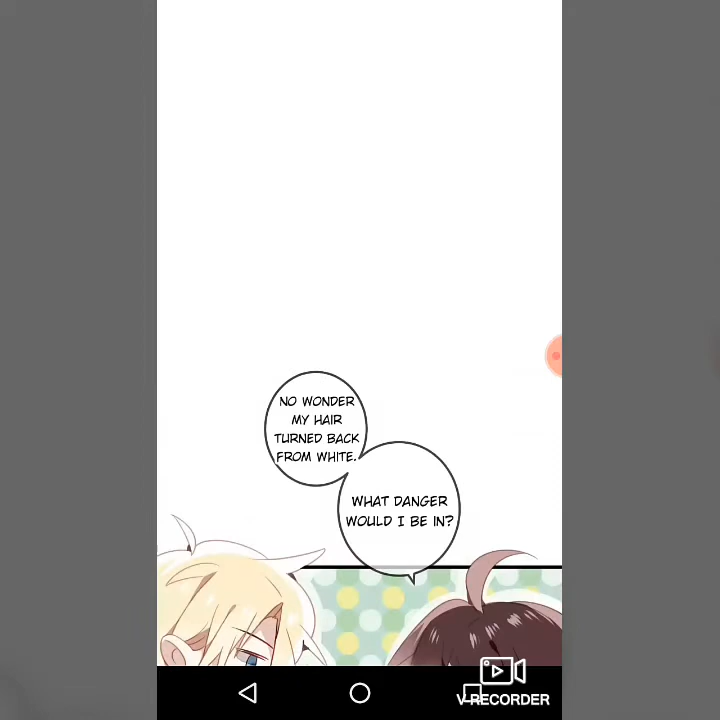 NO WONDER
MY HAIR
TURNED BACK
FROM WHITE.
WHAT DANGER
WOULD I BE IN?
V RECORDER